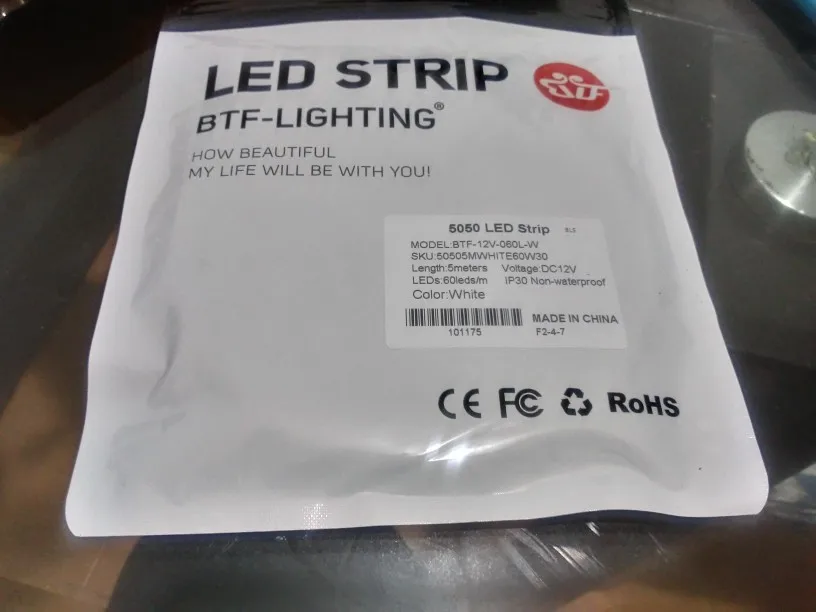 LED STRIP
BTF
BTF-LIGHTING®
HOW BEAUTIFUL
MY LIFE WILL BE WITH YOU!
5050 LED Strip
MODEL:BTF-12V-060L-W
SKU:50505MWHITE60W30
Length:5meters Voltage:DC12V
LEDs:60leds/m IP30 Non-waterproof
Color:White
MADE IN CHINA
101175 F2-4-7
CE FC RoHS